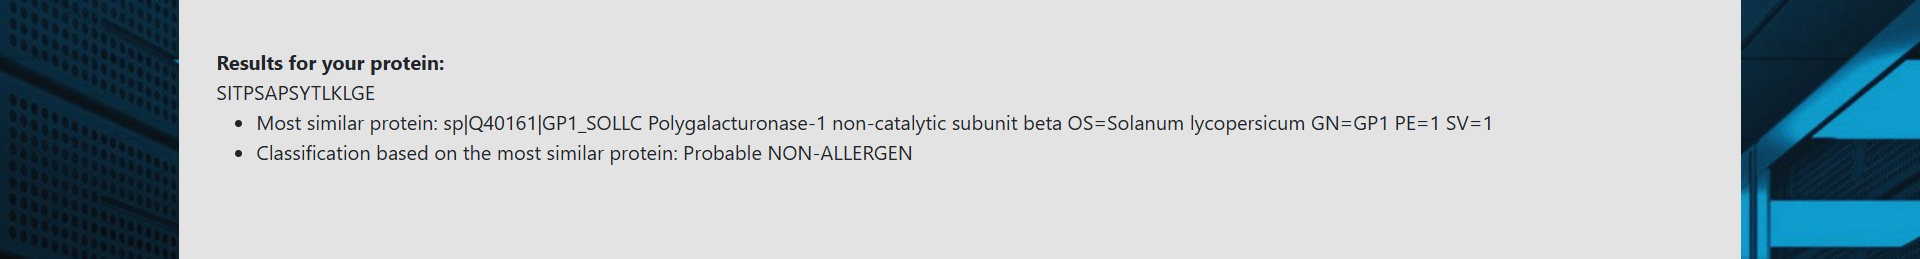 Results for your protein:
SITPSAPSYTLKLGE
• Most similar protein: sp|Q40161|GP1_SOLLC Polygalacturonase-1 non-catalytic subunit beta OS=Solanum lycopersicum GN=GP1 PE=1 SV=1
• Classification based on the most similar protein: Probable NON-ALLERGEN